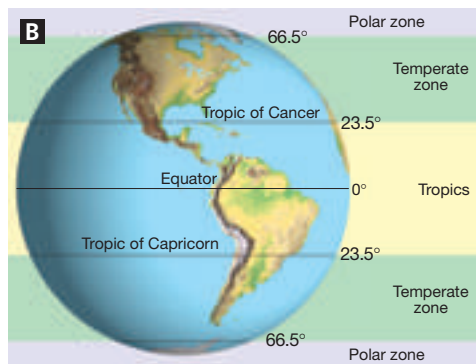 B
Polar zone
66.5°
Temperate
zone
Tropic of Cancer
23.5°
Equator
0°
Tropics
Tropic of Capricorn
23.5°
Temperate
zone
66.5°
Polar zone